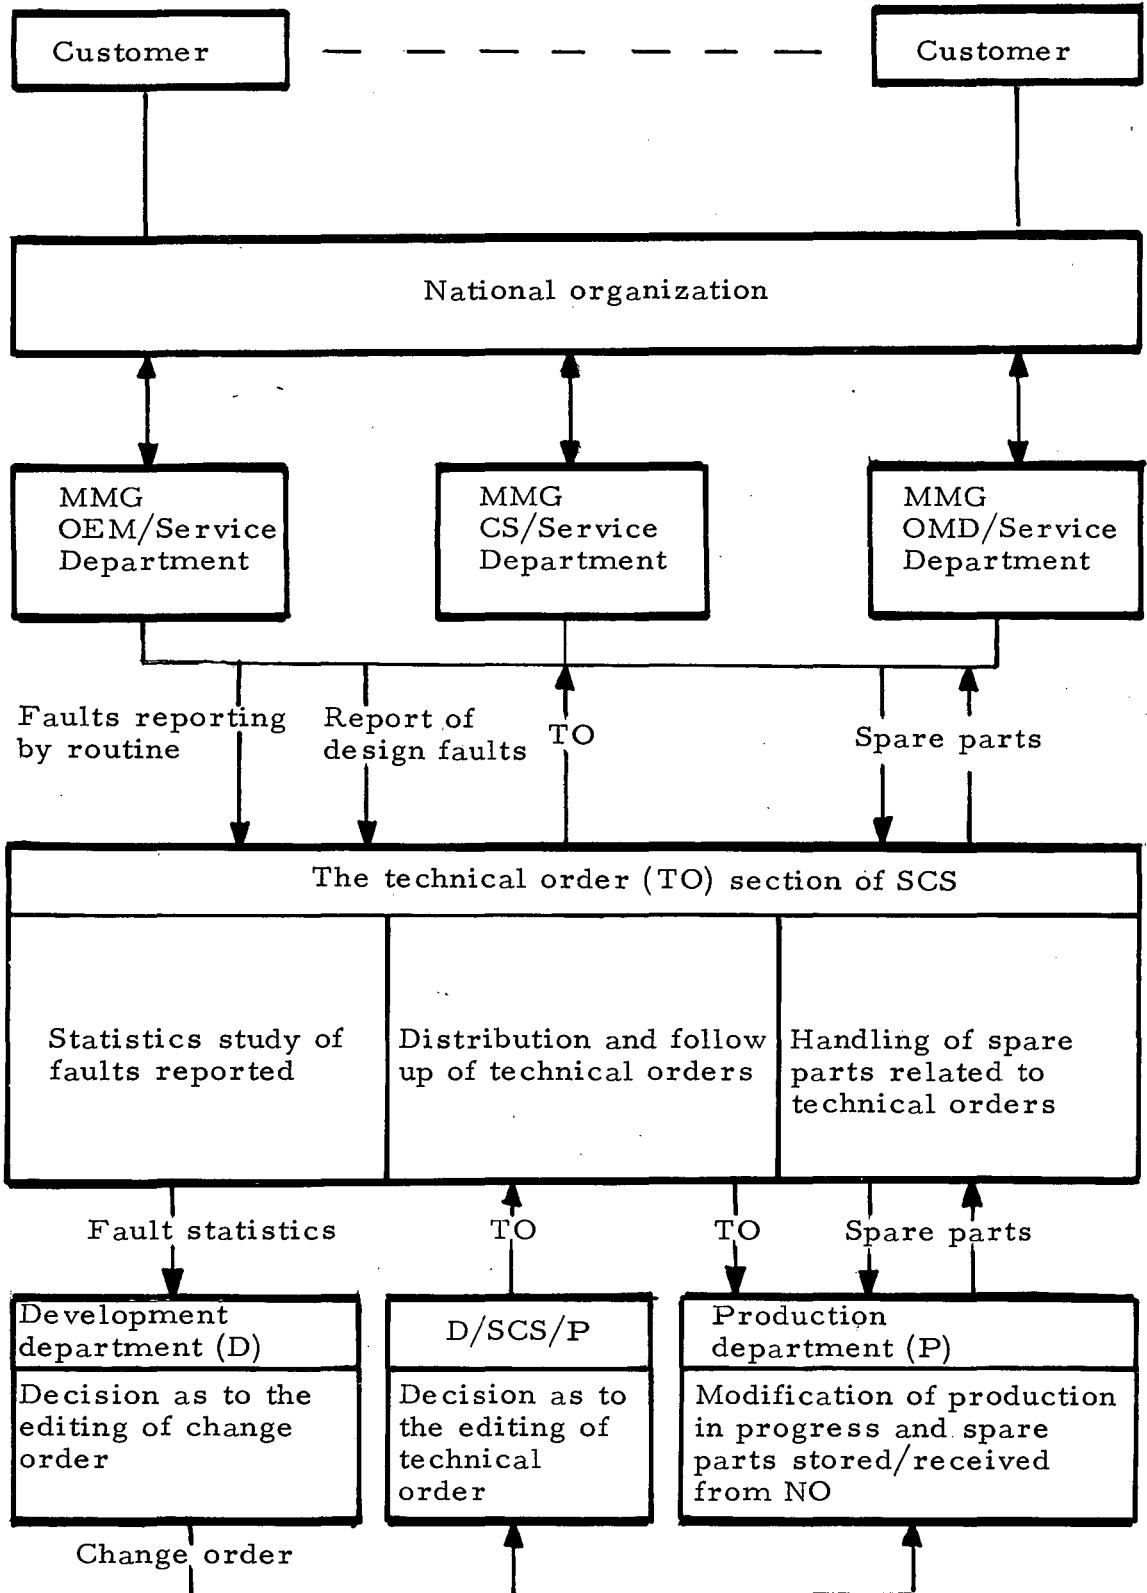 Customer
Customer
National organization
MMG
OEM/Service
Department
MMG
CS/Service
Department
MMG
OMD/Service
Department
Faults reporting
by routine
Report of
design faults
TO
Spare parts
The technical order (TO) section of SCS
Statistics study of
faults reported
Distribution and follow
up of technical orders
Handling of spare
parts related to
technical orders
Fault statistics
TO
TO
Spare parts
Development
department (D)
Decision as to the
editing of change
order
D/SCS/P
Decision as to
the editing of
technical
order
Production
department (P)
Modification of production
in progress and spare
parts stored/received
from NO
Change order